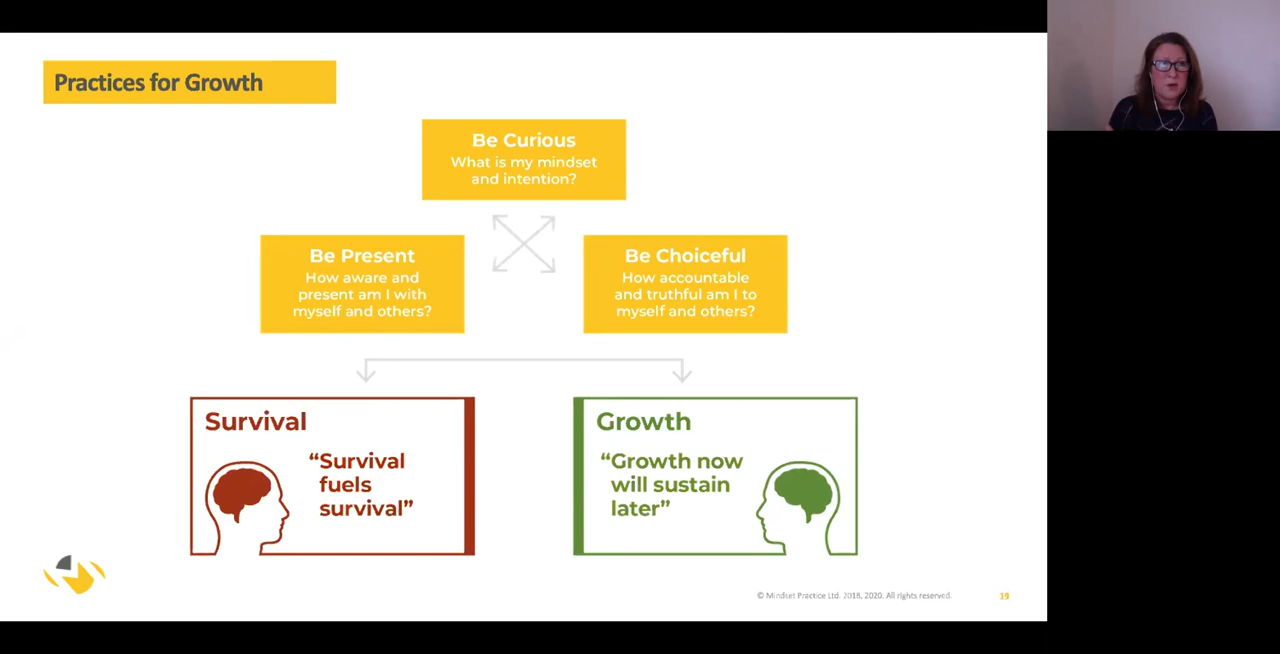 Practices for Growth
Be Curious
What is my mindset
and intention?
Be Present
How aware and
present am I with
myself and others?
Be Choiceful
How accountable
and truthful am I to
myself and others?
Survival
“Survival
fuels
survival”
Growth
“Growth now
will sustain
later”
© Mindset Practice Ltd. 2018, 2020. All rights reserved.
19